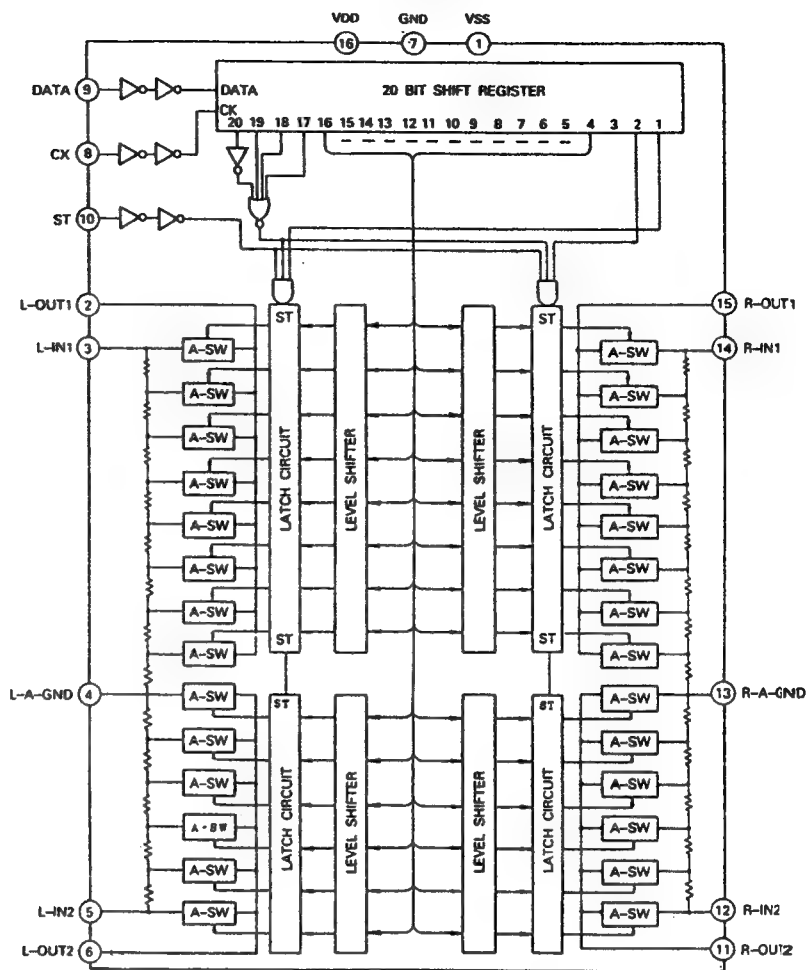 VDD GND VSS
16 7 1
DATA 9 DATA 20 BIT SHIFT REGISTER
CK
20 19 18 17 16 15 14 13 12 11 10 9 8 7 6 5 4 3 2 1
CX 8
ST 10
L-OUT1 2 ST ST 15 R-OUT1
L-IN1 3 A-SW A-SW 14 R-IN1
A-SW A-SW
A-SW A-SW
A-SW A-SW
LATCH CIRCUIT LEVEL SHIFTER LEVEL SHIFTER LATCH CIRCUIT
A-SW A-SW
A-SW A-SW
A-SW A-SW
ST ST
A-SW A-SW
L-A-GND 4 A-SW A-SW 13 R-A-GND
ST ST
A-SW A-SW
A-SW A-SW
LATCH CIRCUIT LEVEL SHIFTER LEVEL SHIFTER LATCH CIRCUIT
A-SW A-SW
A-SW A-SW
L-IN2 5 A-SW A-SW 12 R-IN2
L-OUT2 6 11 R-OUT2